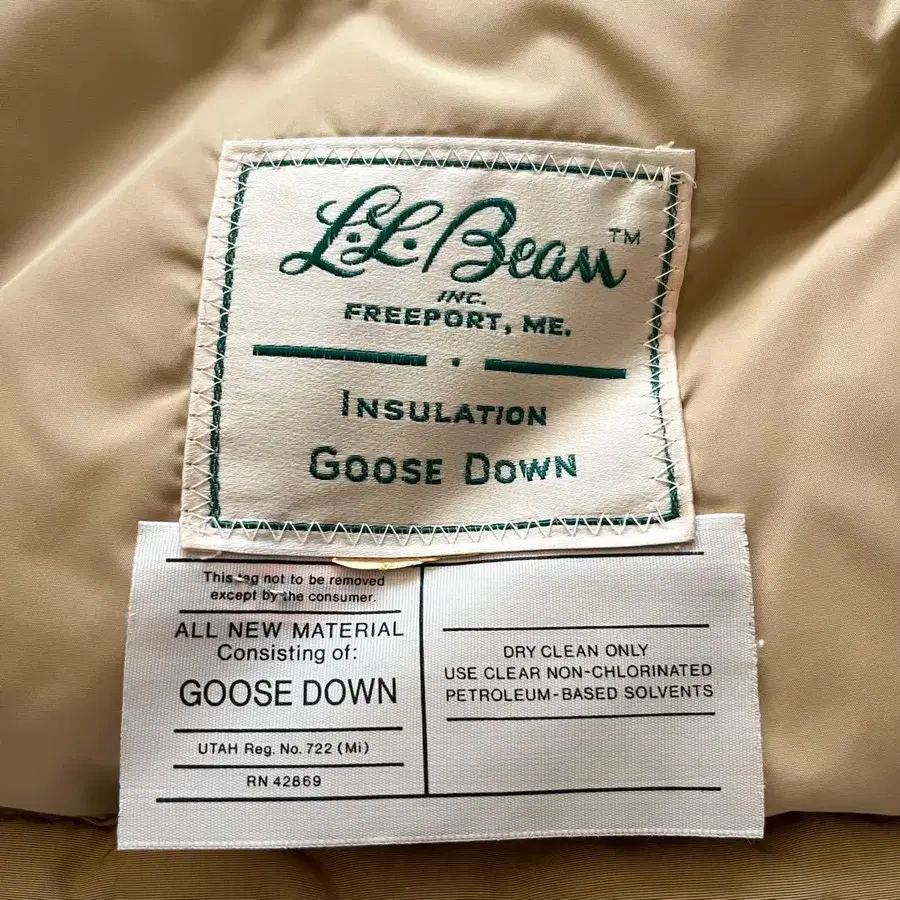 L.L.Bean™
INC.
FREEPORT, ME.
INSULATION
GOOSE DOWN
This tag not to be removed
except by the consumer.
ALL NEW MATERIAL
Consisting of:
GOOSE DOWN
UTAH Reg. No. 722 (Mi)
RN 42869
DRY CLEAN ONLY
USE CLEAR NON-CHLORINATED
PETROLEUM-BASED SOLVENTS